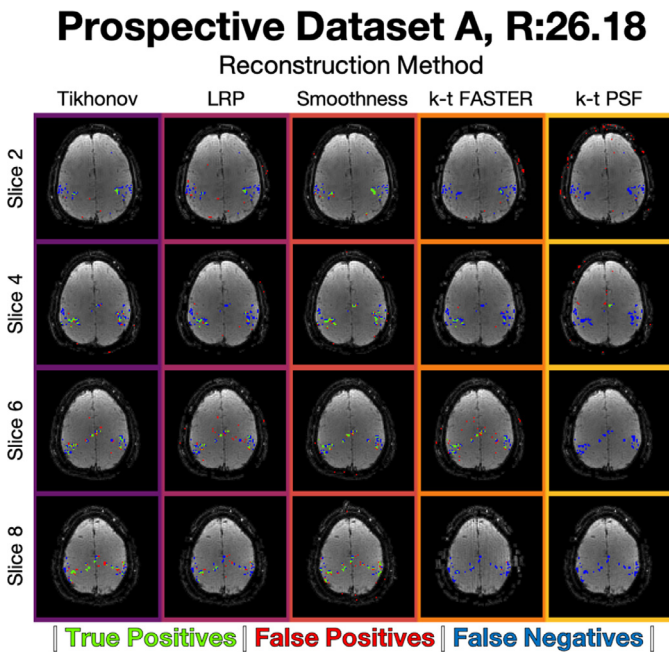 Prospective Dataset A, R:26.18
Reconstruction Method
Tikhonov LRP Smoothness k-t FASTER k-t PSF
Slice 2
Slice 4
Slice 6
Slice 8
| True Positives | False Positives | False Negatives |